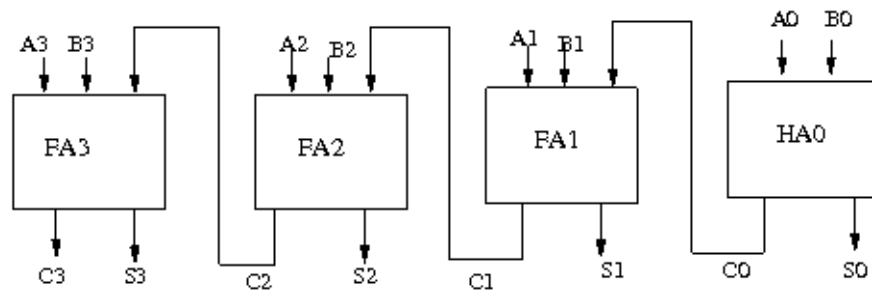 A3 B3 A2 B2 A1 B1 A0 B0
FA3 FA2 FA1 HA0
C3 S3 C2 S2 C1 S1 C0 S0